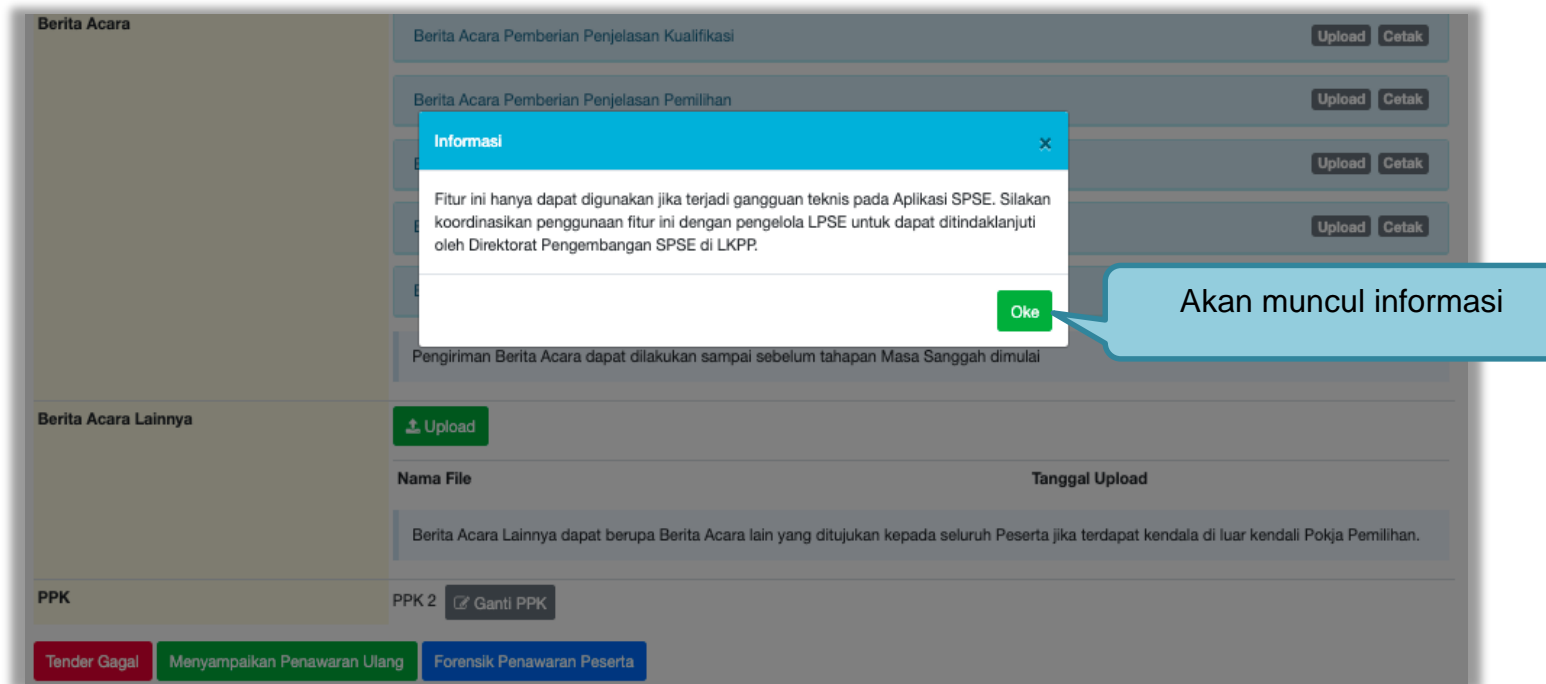 Berita Acara
Berita Acara Pemberian Penjelasan Kualifikasi
Upload Cetak
Berita Acara Pemberian Penjelasan Pemilihan
Upload Cetak
Informasi ×
Upload Cetak
Fitur ini hanya dapat digunakan jika terjadi gangguan teknis pada Aplikasi SPSE. Silakan
koordinasikan penggunaan fitur ini dengan pengelola LPSE untuk dapat ditindaklanjuti
oleh Direktorat Pengembangan SPSE di LKPP.
Upload Cetak
Oke
Akan muncul informasi
Pengiriman Berita Acara dapat dilakukan sampai sebelum tahapan Masa Sanggah dimulai
Berita Acara Lainnya
Upload
Nama File Tanggal Upload
Berita Acara Lainnya dapat berupa Berita Acara lain yang ditujukan kepada seluruh Peserta jika terdapat kendala di luar kendali Pokja Pemilihan.
PPK
PPK 2 Ganti PPK
Tender Gagal Menyampaikan Penawaran Ulang Forensik Penawaran Peserta